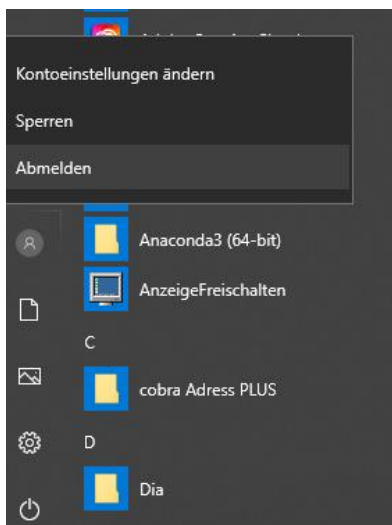 Kontoeinstellungen ändern
Sperren
Abmelden
Anaconda3 (64-bit)
AnzeigeFreischalten
C
cobra Adress PLUS
D
Dia